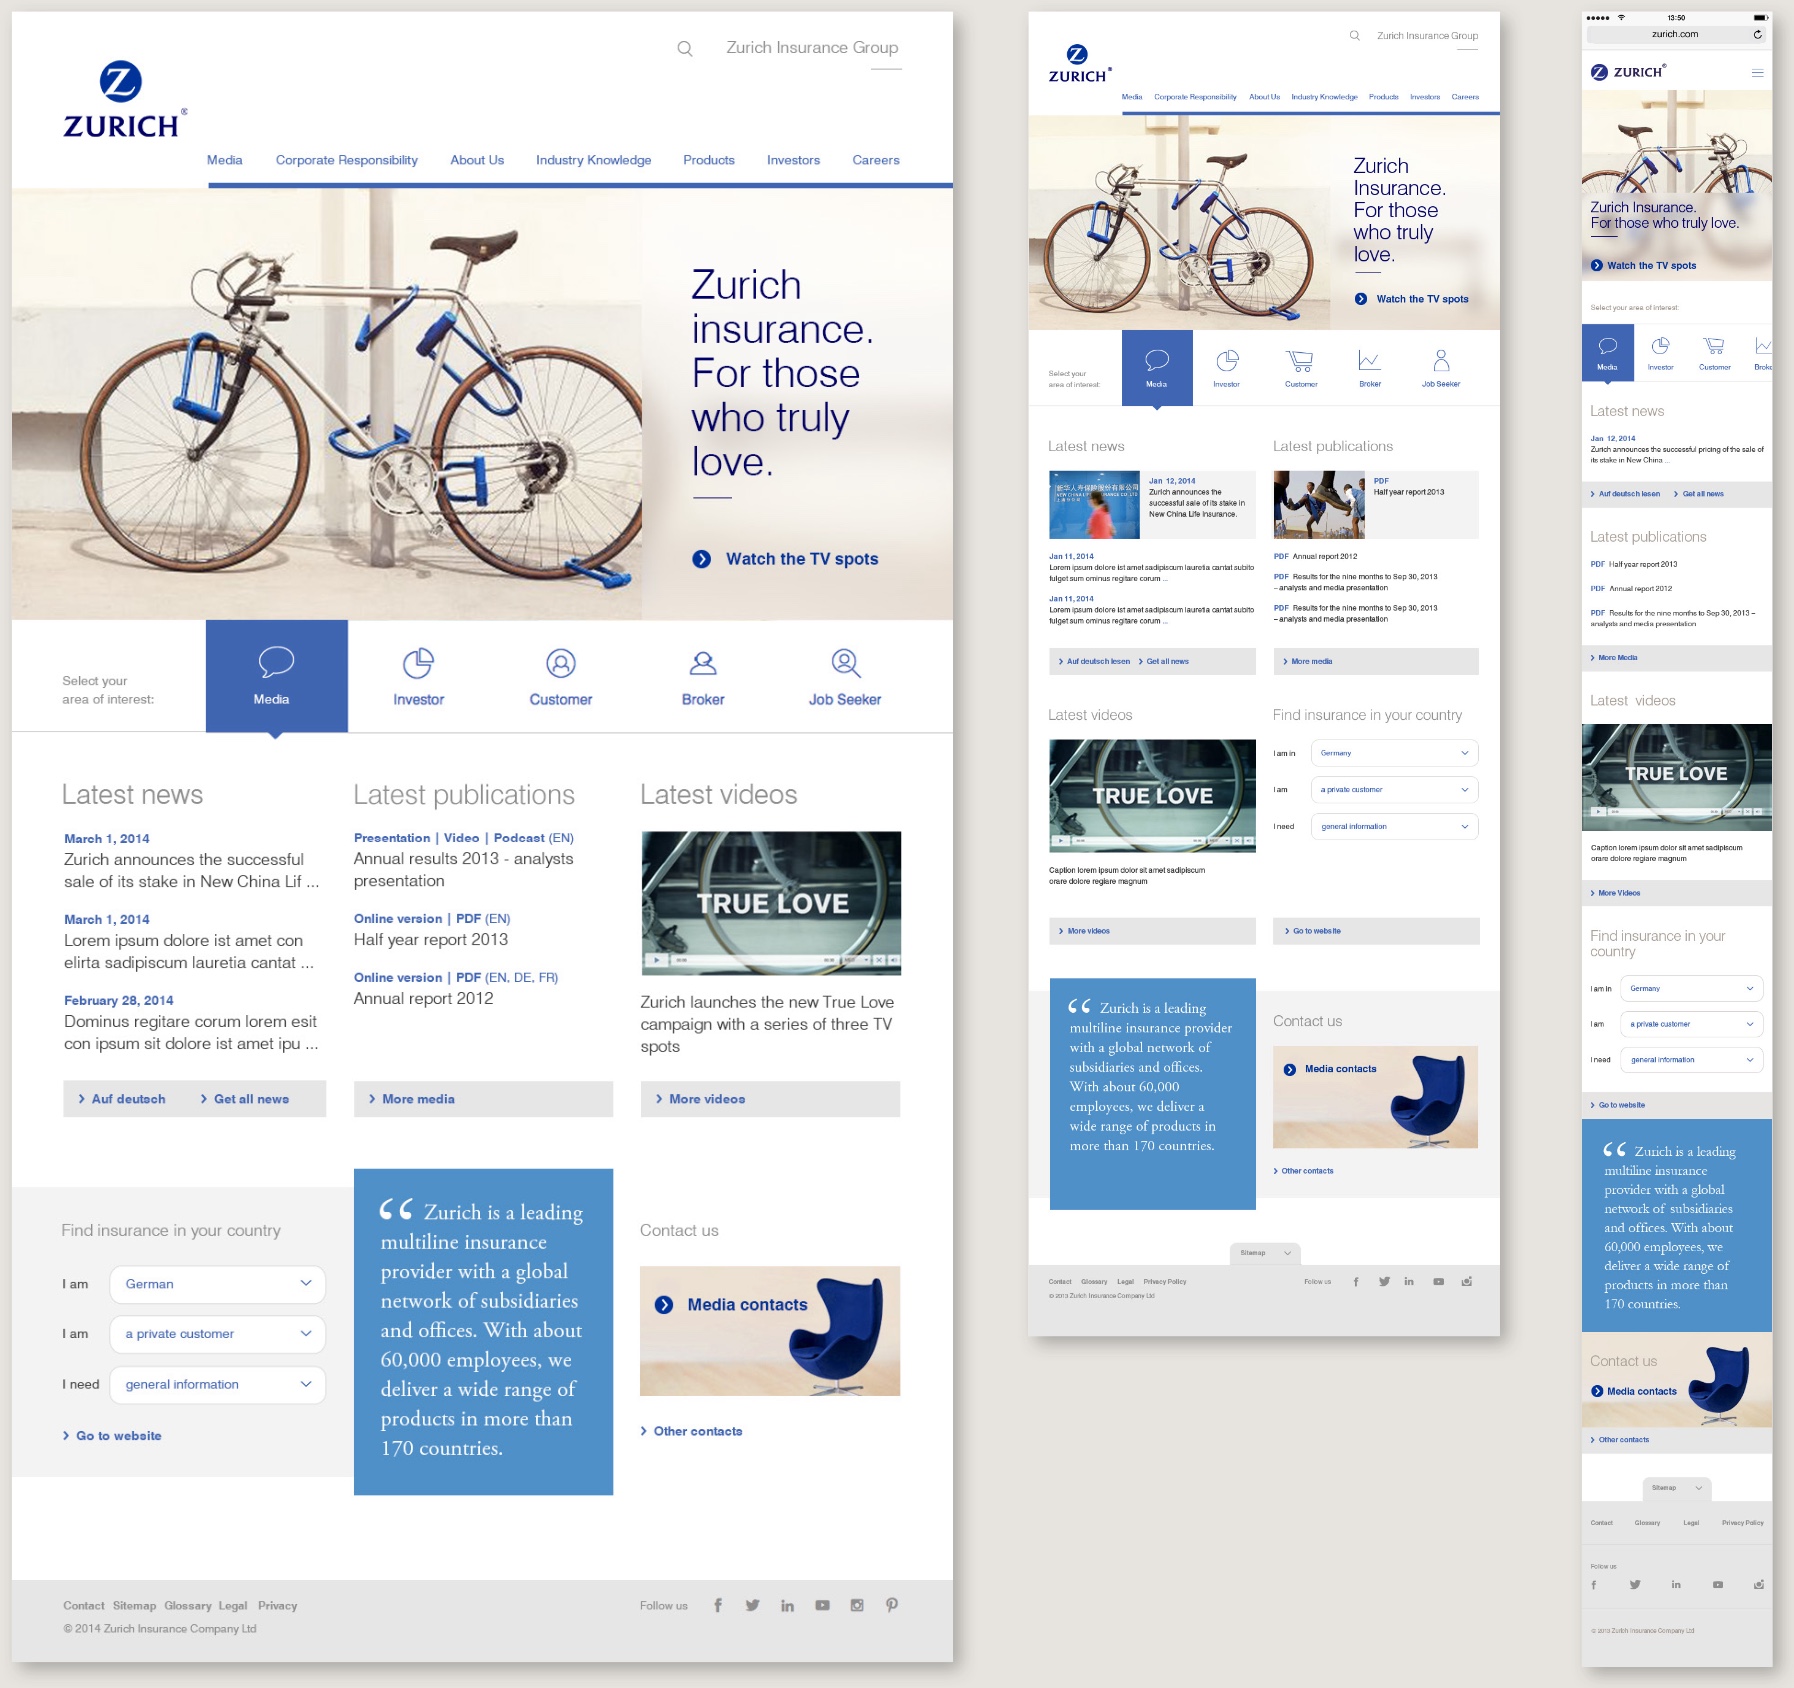 Zurich Insurance Group
ZURICH®
Media Corporate Responsibility About Us Industry Knowledge Products Investors Careers
Zurich
insurance.
For those
who truly
love.
Watch the TV spots
Select your
area of interest:
Media Investor Customer Broker Job Seeker
Latest news
March 1, 2014
Zurich announces the successful
sale of its stake in New China Lif ...
March 1, 2014
Lorem ipsum dolore ist amet con
elirta sadipiscum lauretia cantat ...
February 28, 2014
Dominus regitare corum lorem esit
con ipsum sit dolore ist amet ipu ...
Auf deutsch Get all news
Latest publications
Presentation | Video | Podcast (EN)
Annual results 2013 - analysts
presentation
Online version | PDF (EN)
Half year report 2013
Online version | PDF (EN, DE, FR)
Annual report 2012
More media
Latest videos
TRUE LOVE
Zurich launches the new True Love
campaign with a series of three TV
spots
More videos
Find insurance in your country
I am German
I am a private customer
I need general information
Go to website
“ Zurich is a leading
multiline insurance
provider with a global
network of subsidiaries
and offices. With about
60,000 employees, we
deliver a wide range of
products in more than
170 countries.
Contact us
Media contacts
Other contacts
Contact Sitemap Glossary Legal Privacy
© 2014 Zurich Insurance Company Ltd
Follow us
Zurich Insurance Group
ZURICH®
Media Corporate Responsibility About Us Industry Knowledge Products Investors Careers
Zurich
Insurance.
For those
who truly
love.
Watch the TV spots
Select your
area of interest:
Media Investor Customer Broker Job Seeker
Latest news
Jan 12, 2014
Zurich announces the
successful sale of its stake in
New China Life Insurance.
Jan 11, 2014
Lorem ipsum dolore ist amet sadipiscum lauretia cantat subito
fulget sum ominus regitare corum ...
Jan 11, 2014
Lorem ipsum dolore ist amet sadipiscum lauretia cantat subito
fulget sum ominus regitare corum ...
Auf deutsch lesen Get all news
Latest publications
PDF
Half year report 2013
PDF Annual report 2012
PDF Results for the nine months to Sep 30, 2013
– analysts and media presentation
PDF Results for the nine months to Sep 30, 2013
– analysts and media presentation
More media
Latest videos
TRUE LOVE
Caption lorem ipsum dolor sit amet sadipiscum
orare dolore regiare magnum
More videos
Find insurance in your country
I am in Germany
I am a private customer
I need general information
Go to website
“ Zurich is a leading
multiline insurance provider
with a global network of
subsidiaries and offices.
With about 60,000
employees, we deliver a
wide range of products in
more than 170 countries.
Contact us
Media contacts
Other contacts
Sitemap
Contact Glossary Legal Privacy Policy
© 2013 Zurich Insurance Company Ltd
Follow us
13:50
zurich.com
ZURICH®
Zurich Insurance.
For those who truly love.
Watch the TV spots
Select your area of interest:
Media Investor Customer Broke
Latest news
Jan 12, 2014
Zurich announces the successful pricing of the sale of
its stake in New China ...
Auf deutsch lesen Get all news
Latest publications
PDF Half year report 2013
PDF Annual report 2012
PDF Results for the nine months to Sep 30, 2013 –
analysts and media presentation
More Media
Latest videos
TRUE LOVE
Caption lorem ipsum dolor sit amet sadipiscum
orare dolore regiare magnum
More Videos
Find insurance in your
country
I am in Germany
I am a private customer
I need general information
Go to website
“ Zurich is a leading
multiline insurance
provider with a global
network of subsidiaries
and offices. With about
60,000 employees, we
deliver a wide range of
products in more than
170 countries.
Contact us
Media contacts
Other contacts
Sitemap
Contact Glossary Legal Privacy Policy
Follow us
© 2013 Zurich Insurance Company Ltd